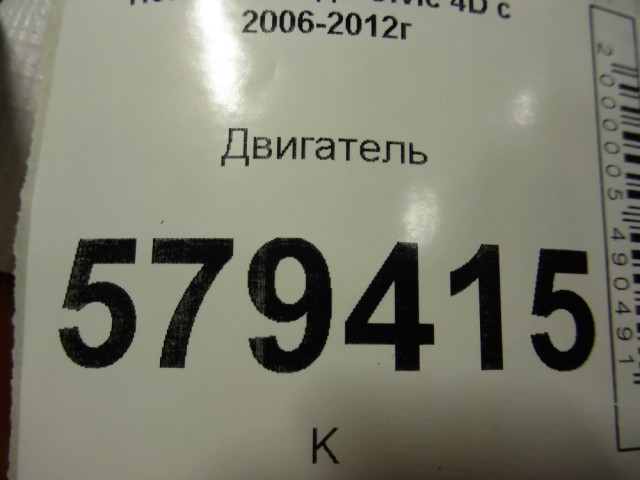 Civic 4D с
2006-2012г
Двигатель
579415
К
2000005490491